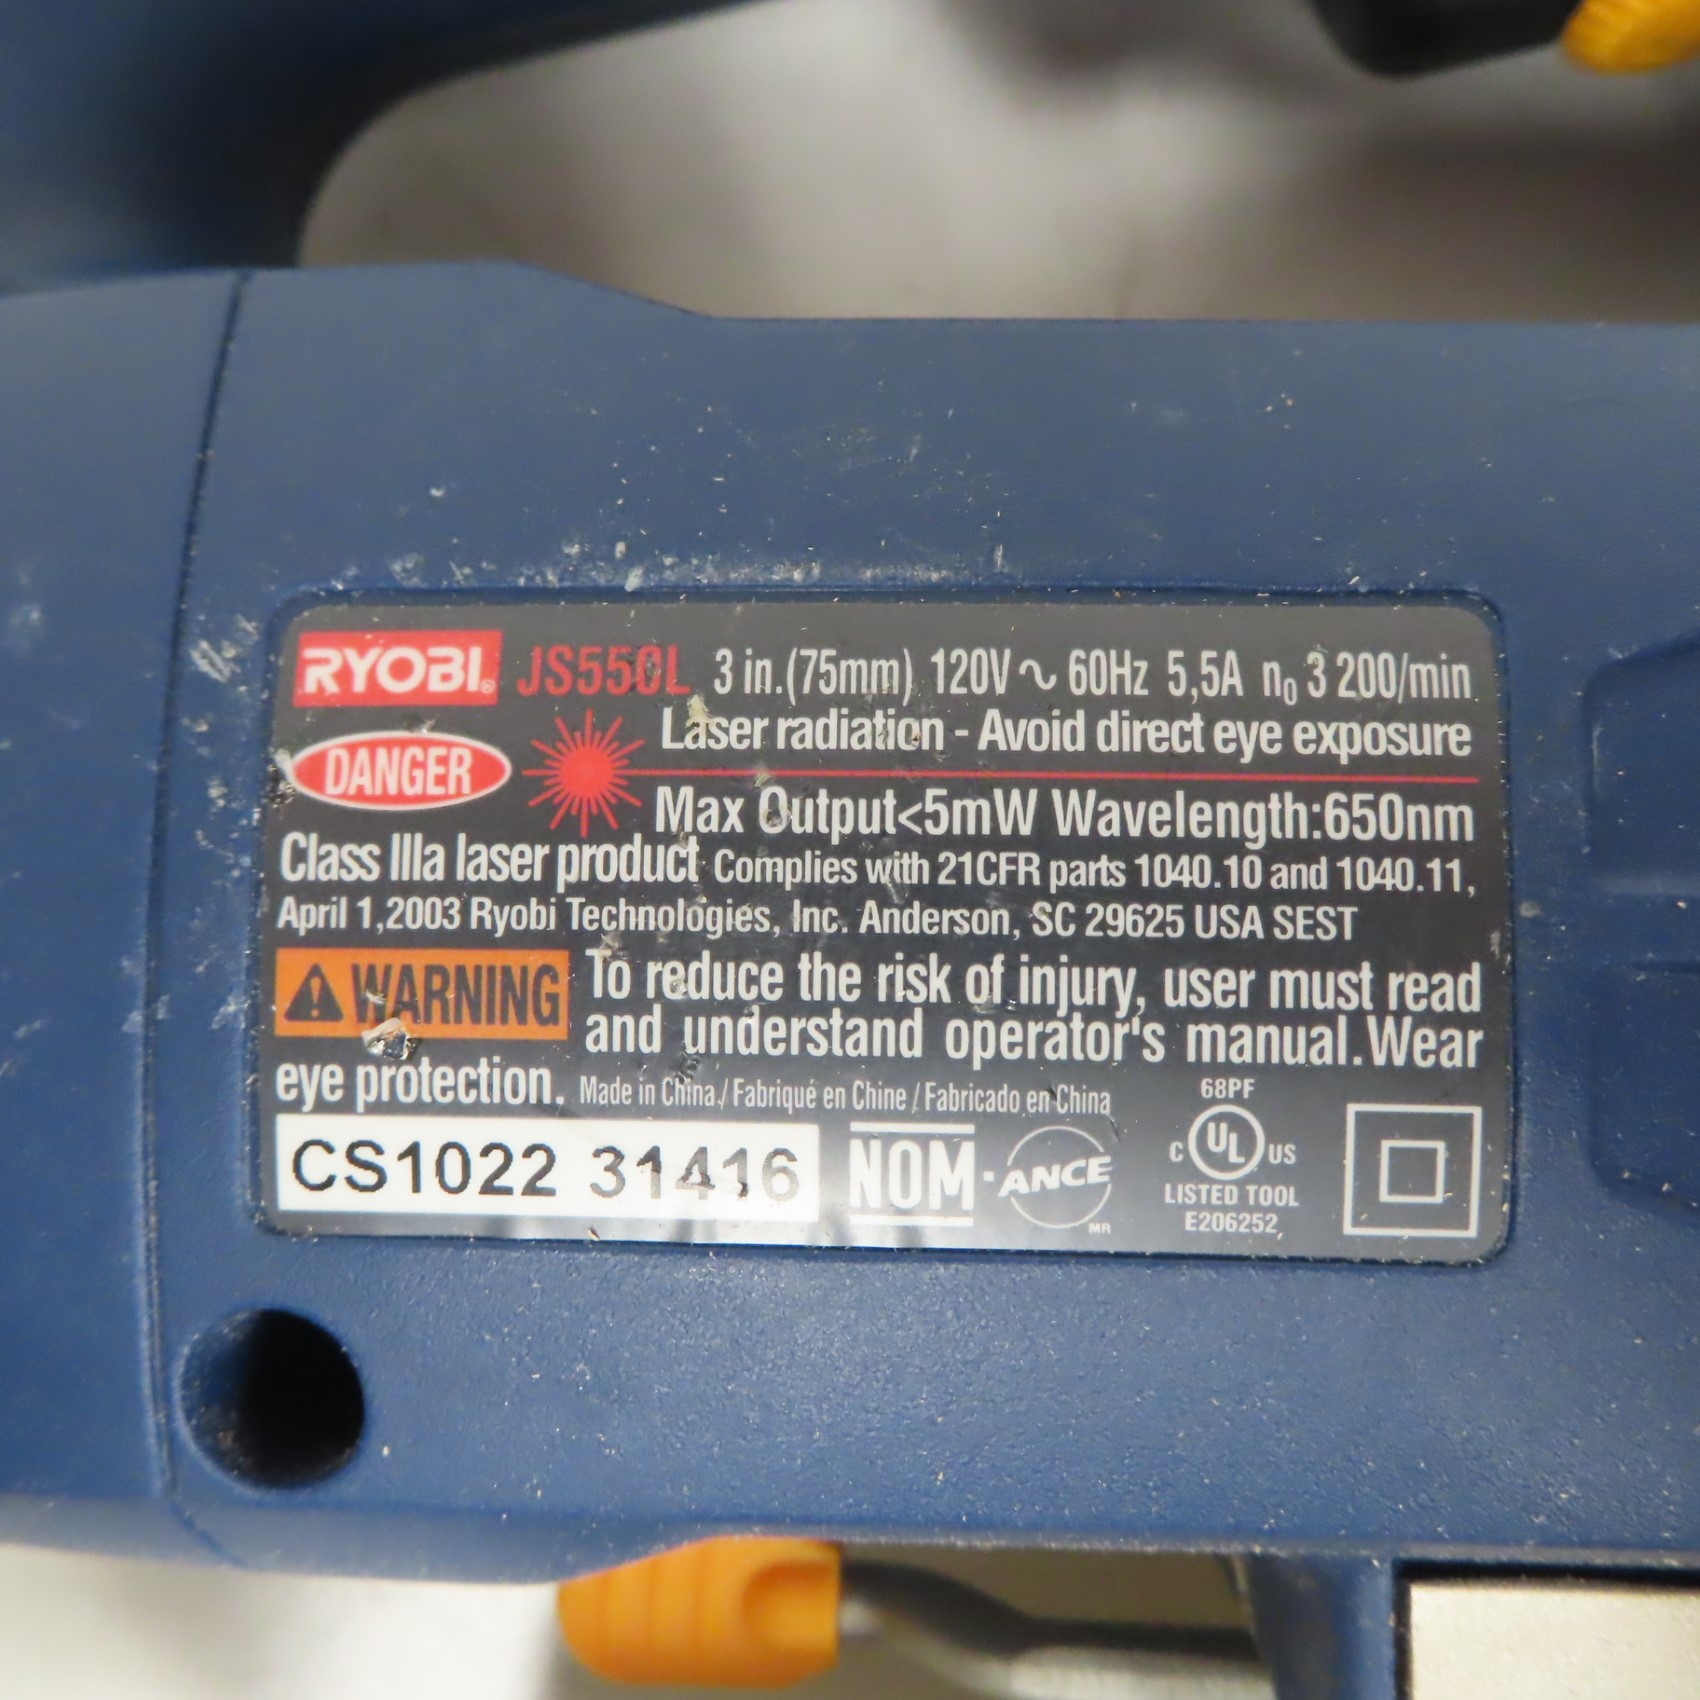 RYOBI® JS550L 3 in.(75mm) 120V ~ 60Hz 5,5A n₀ 3 200/min
Laser radiation - Avoid direct eye exposure
DANGER
Max Output<5mW Wavelength:650nm
Class IIIa laser product Complies with 21CFR parts 1040.10 and 1040.11,
April 1,2003 Ryobi Technologies, Inc. Anderson, SC 29625 USA SEST
WARNING To reduce the risk of injury, user must read
and understand operator's manual.Wear
eye protection. Made in China / Fabriqué en Chine / Fabricado en China
CS1022 31416
NOM-ANCE
MR
68PF
C UL US
LISTED TOOL
E206252